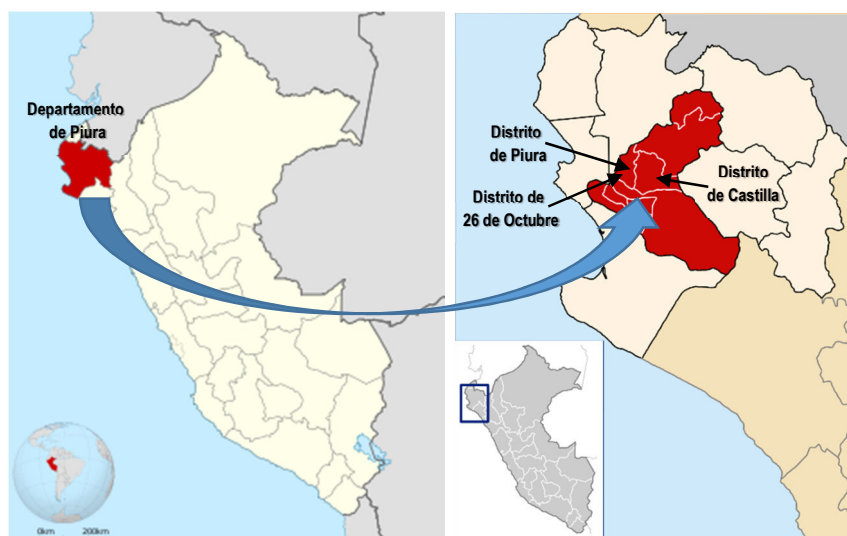 Departamento
de Piura
Distrito
de Piura
Distrito de
26 de Octubre
Distrito
de Castilla
0km 200km